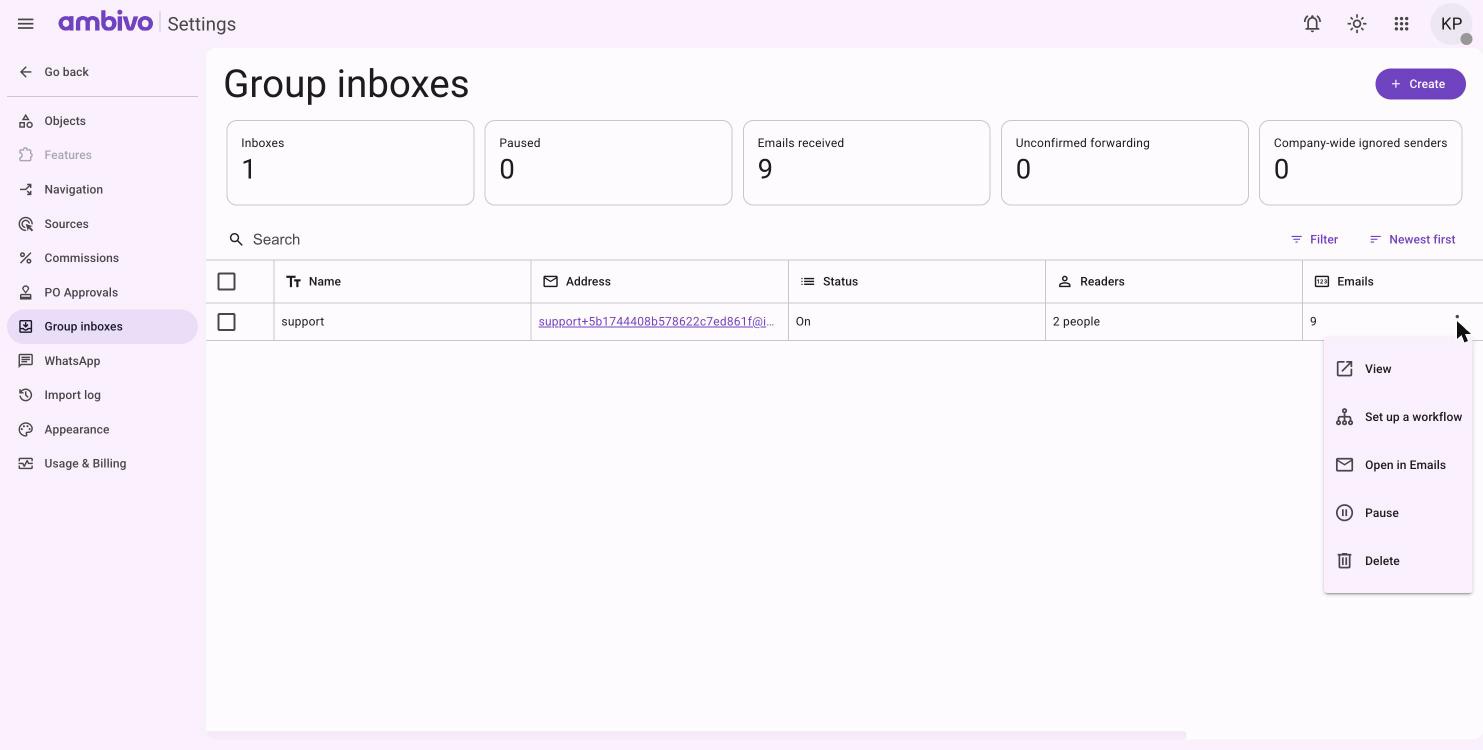 ambivo Settings KP
Go back
Objects
Features
Navigation
Sources
Commissions
PO Approvals
Group inboxes
WhatsApp
Import log
Appearance
Usage & Billing
Group inboxes
+ Create
Inboxes
1
Paused
0
Emails received
9
Unconfirmed forwarding
0
Company-wide ignored senders
0
Search Filter Newest first
Name Address Status Readers Emails
support support+5b1744408b578622c7ed861f@i... On 2 people 9
View
Set up a workflow
Open in Emails
Pause
Delete